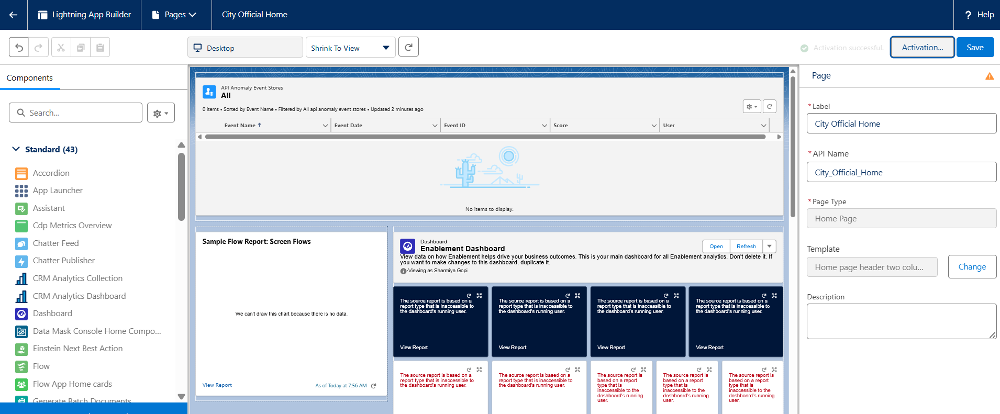 Lightning App Builder
Pages
City Official Home
? Help
Desktop
Shrink To View
Activation successful.
Activation...
Save
Components
Search...
Standard (43)
Accordion
App Launcher
Assistant
Cdp Metrics Overview
Chatter Feed
Chatter Publisher
CRM Analytics Collection
CRM Analytics Dashboard
Dashboard
Data Mask Console Home Compo...
Einstein Next Best Action
Flow
Flow App Home cards
Generate Batch Documents
API Anomaly Event Stores
All
0 items • Sorted by Event Name • Filtered by All api anomaly event stores • Updated 2 minutes ago
Event Name ↑
Event Date
Event ID
Score
User
No items to display.
Sample Flow Report: Screen Flows
We can't draw this chart because there is no data.
View Report
As of Today at 7:56 AM
Dashboard
Enablement Dashboard
Open
Refresh
View data on how Enablement helps drive your business outcomes. This is your main dashboard for all Enablement analytics. Don't delete it. If
you want to make changes to this dashboard, duplicate it.
Viewing as Sharmiya Gopi
The source report is based on a
report type that is inaccessible to
the dashboard's running user.
View Report
The source report is based on a
report type that is inaccessible to
the dashboard's running user.
View Report
The source report is based on a
report type that is inaccessible to
the dashboard's running user.
View Report
The source report is based on a
report type that is inaccessible to
the dashboard's running user.
View Report
The source report is based on a
report type that is inaccessible to
the dashboard's running user.
The source report is based on a
report type that is inaccessible to
the dashboard's running user.
The source report is
based on a report
type that is
inaccessible to the
dashboard's running
user.
The source report is
based on a report
type that is
inaccessible to the
dashboard's running
user.
The source report is
based on a report
type that is
inaccessible to the
dashboard's running
user.
Page
* Label
City Official Home
* API Name
City_Official_Home
* Page Type
Home Page
Template
Home page header two colu...
Change
Description